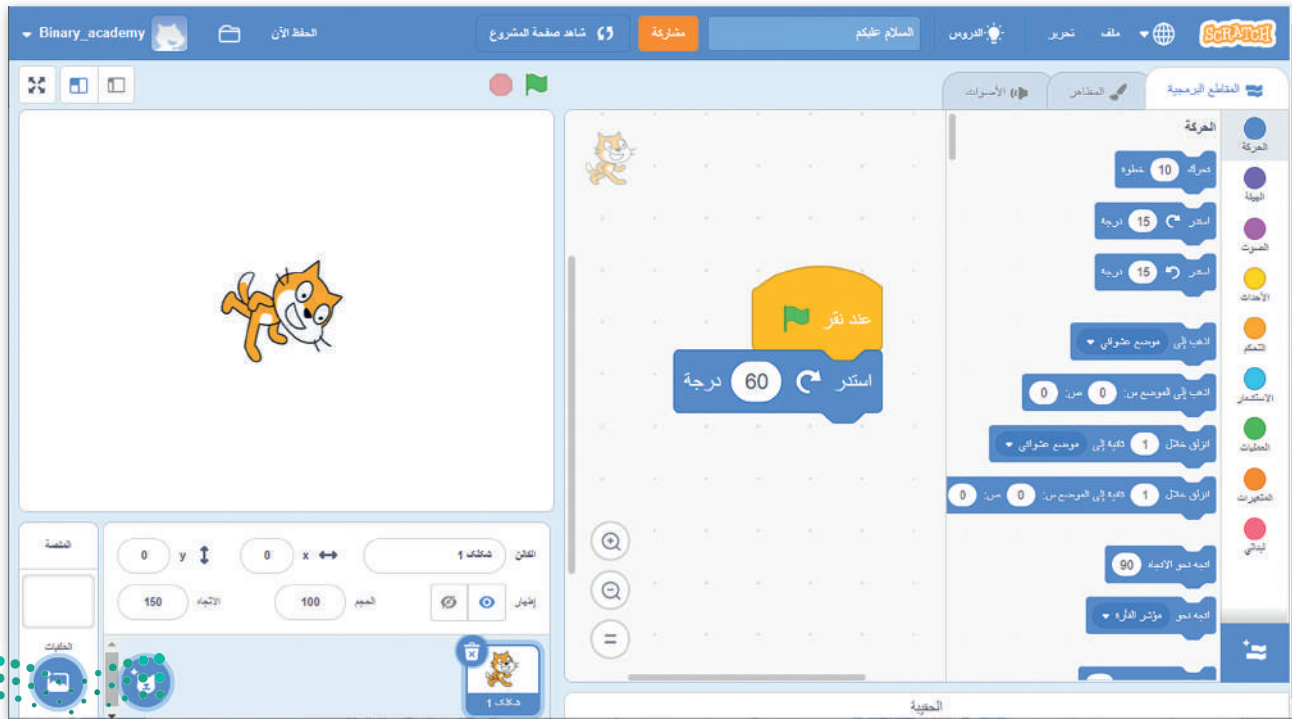 SCRATCH
ملف
تحرير
الدروس
السلام عليكم
مشاركة
شاهد صفحة المشروع
الحفظ الآن
Binary_academy
المقاطع البرمجية
المظاهر
الأصوات
الحركة
الهيئة
الصوت
الأحداث
التحكم
الاستشعار
العمليات
المتغيرات
لبناتي
الحركة
تحرك 10 خطوة
استدر 15 درجة
استدر 15 درجة
اذهب إلى موضع عشوائي
اذهب إلى الموضع س: 0 ص: 0
انزلق خلال 1 ثانية إلى موضع عشوائي
انزلق خلال 1 ثانية إلى الموضع س: 0 ص: 0
اتجه نحو الاتجاه 90
اتجه نحو مؤشر الفأرة
عند نقر
استدر 60 درجة
الحقيبة
الكائن
x 0
y 0
إظهار
الحجم 100
الاتجاه 150
المنصة
الخلفيات